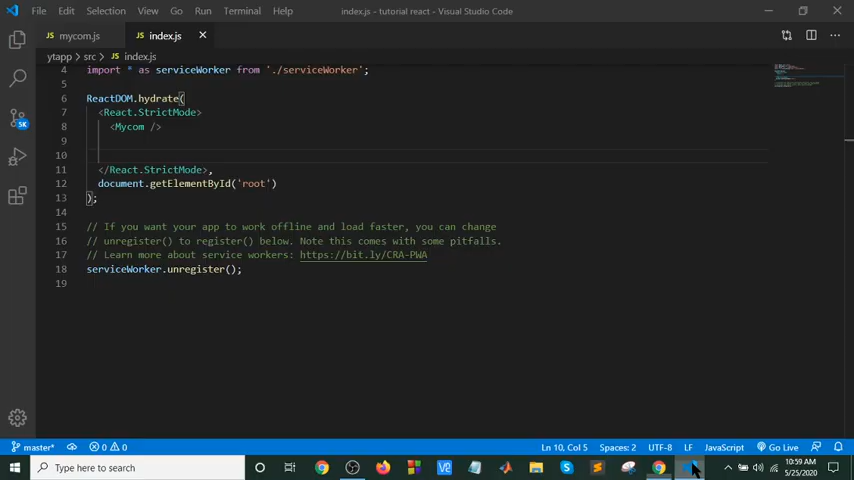 File Edit Selection View Go Run Terminal Help index.js - tutorial react - Visual Studio Code
mycom.js index.js
ytapp > src > index.js
4 import * as serviceWorker from './serviceWorker';
5
6 ReactDOM.hydrate(
7 <React.StrictMode>
8 <Mycom />
9
10
11 </React.StrictMode>,
12 document.getElementById('root')
13 );
14
15 // If you want your app to work offline and load faster, you can change
16 // unregister() to register() below. Note this comes with some pitfalls.
17 // Learn more about service workers: https://bit.ly/CRA-PWA
18 serviceWorker.unregister();
19
master* 0 0 Ln 10, Col 5 Spaces: 2 UTF-8 LF JavaScript Go Live
Type here to search
10:59 AM
5/25/2020